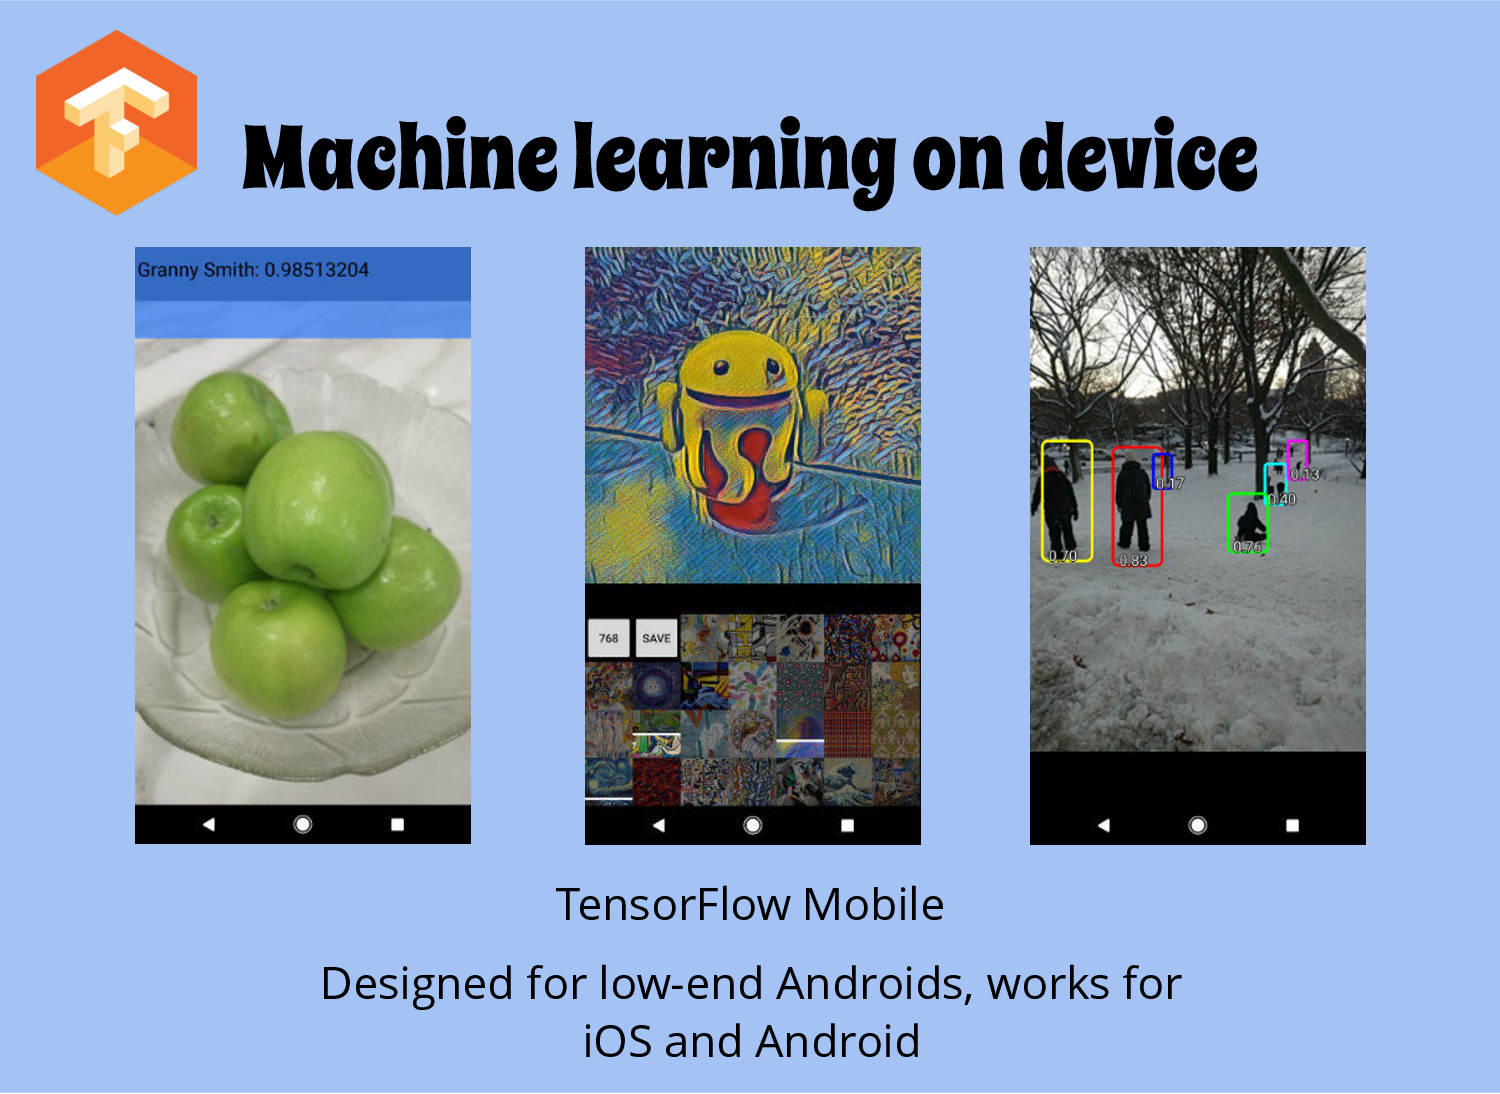 Machine learning on device
Granny Smith: 0.98513204
768
SAVE
0.70
0.83
0.17
0.76
0.40
0.13
TensorFlow Mobile
Designed for low-end Androids, works for
iOS and Android